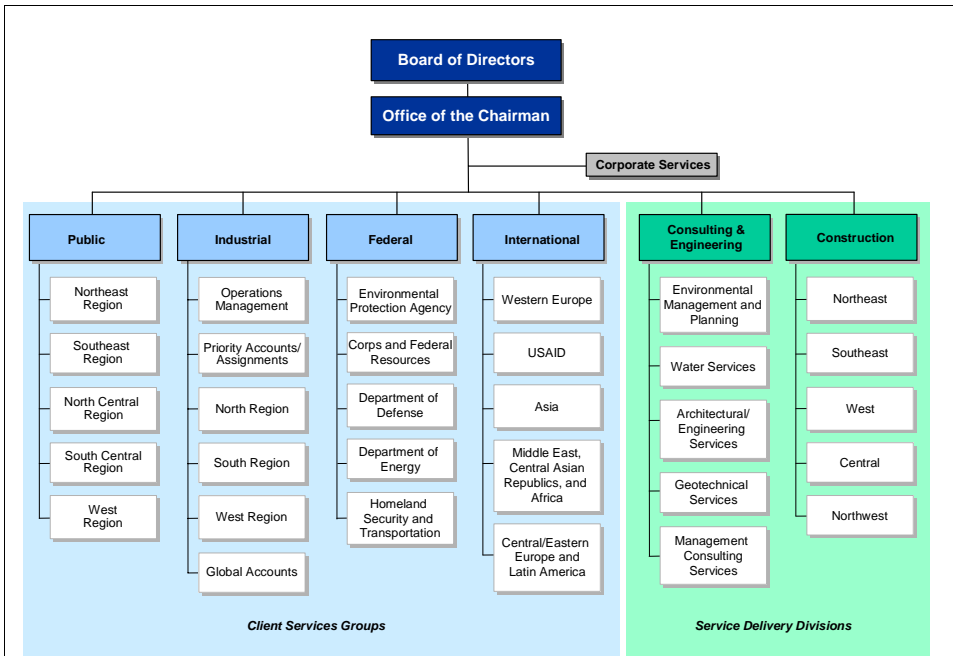 Board of Directors
Office of the Chairman
Corporate Services
Public
Northeast
Region
Southeast
Region
North Central
Region
South Central
Region
West
Region
Industrial
Operations
Management
Priority Accounts/
Assignments
North Region
South Region
West Region
Global Accounts
Federal
Environmental
Protection Agency
Corps and Federal
Resources
Department of
Defense
Department of
Energy
Homeland
Security and
Transportation
International
Western Europe
USAID
Asia
Middle East,
Central Asian
Republics, and
Africa
Central/Eastern
Europe and
Latin America
Client Services Groups
Consulting &
Engineering
Environmental
Management and
Planning
Water Services
Architectural/
Engineering
Services
Geotechnical
Services
Management
Consulting
Services
Construction
Northeast
Southeast
West
Central
Northwest
Service Delivery Divisions